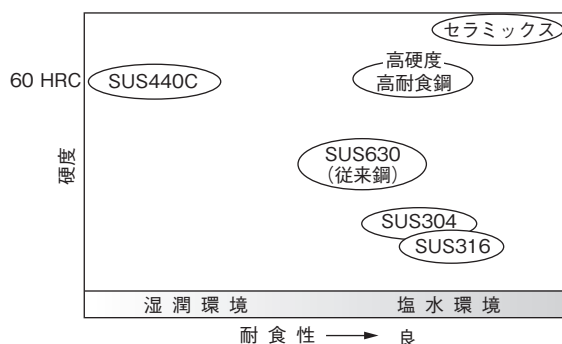 セラミックス
高硬度
高耐食鋼
60 HRC
SUS440C
SUS630
（従来鋼）
硬度
SUS304
SUS316
湿潤環境
塩水環境
耐食性 → 良